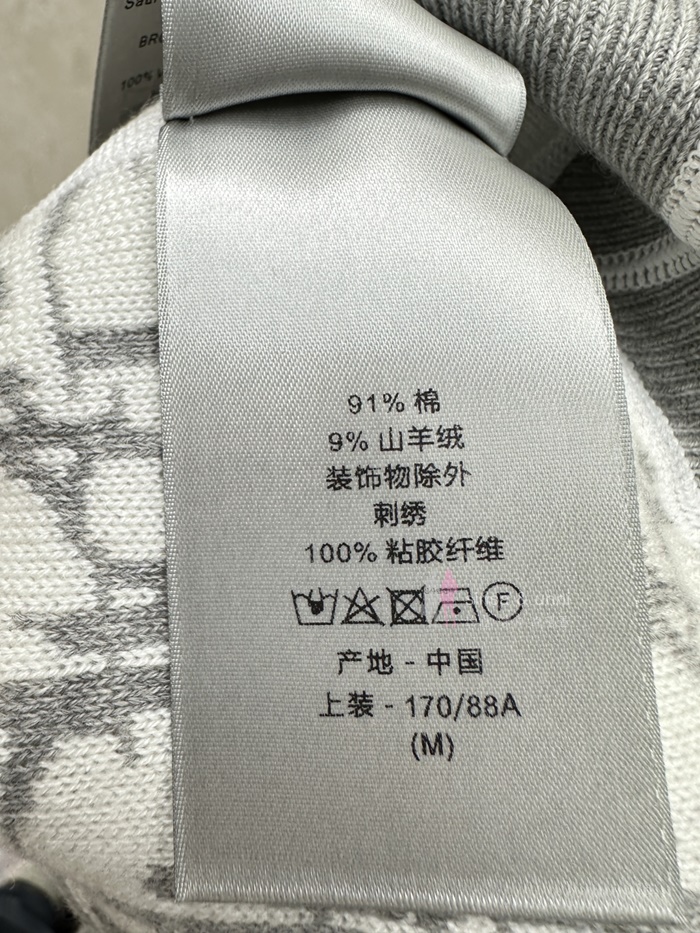 100%
91% 棉
9% 山羊绒
装饰物除外
刺绣
100% 粘胶纤维
F
产地 - 中国
上装 - 170/88A
(M)